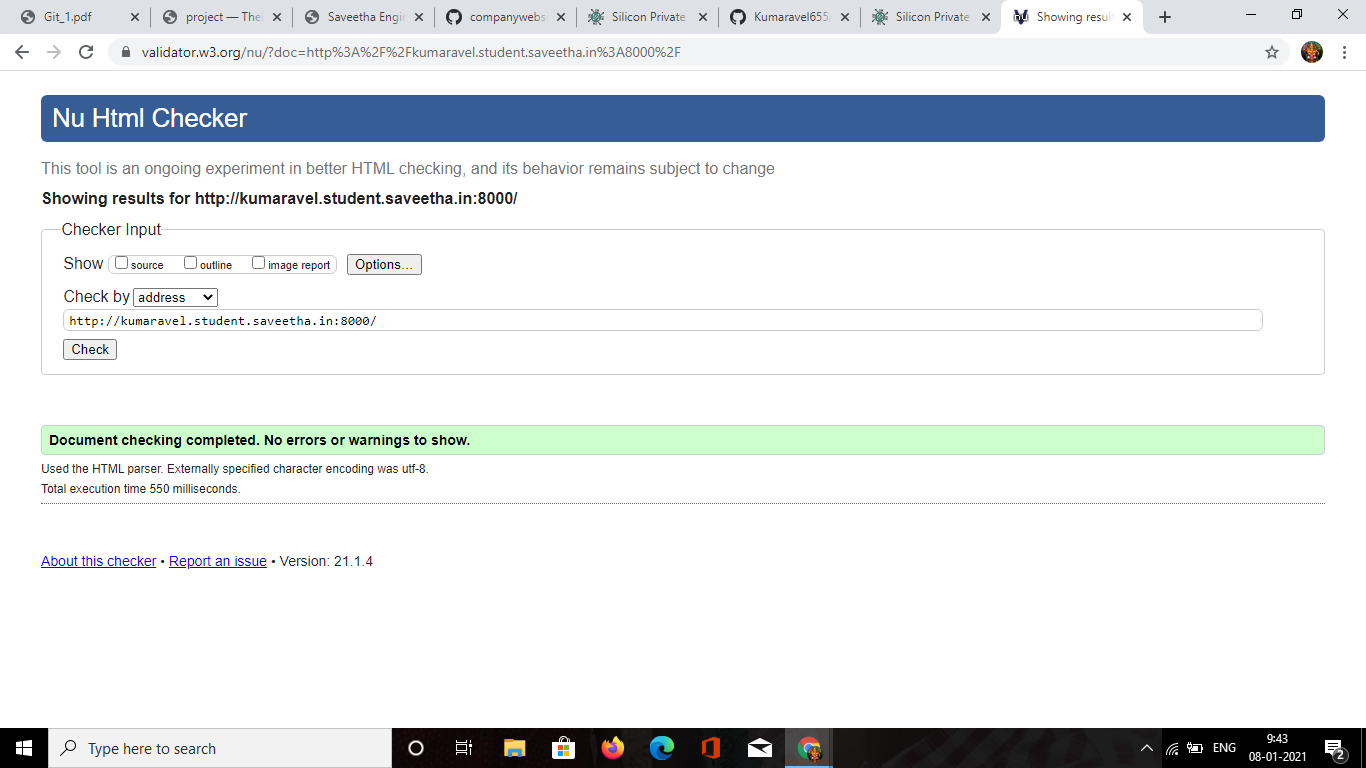 Git_1.pdf
project — Thei
Saveetha Engi
companywebsi
Silicon Private
Kumaravel655
Silicon Private
Showing resul
validator.w3.org/nu/?doc=http%3A%2F%2Fkumaravel.student.saveetha.in%3A8000%2F
Nu Html Checker
This tool is an ongoing experiment in better HTML checking, and its behavior remains subject to change
Showing results for http://kumaravel.student.saveetha.in:8000/
Checker Input
Show source outline image report Options...
Check by address
http://kumaravel.student.saveetha.in:8000/
Check
Document checking completed. No errors or warnings to show.
Used the HTML parser. Externally specified character encoding was utf-8.
Total execution time 550 milliseconds.
About this checker • Report an issue • Version: 21.1.4
Type here to search
ENG
9:43
08-01-2021
2